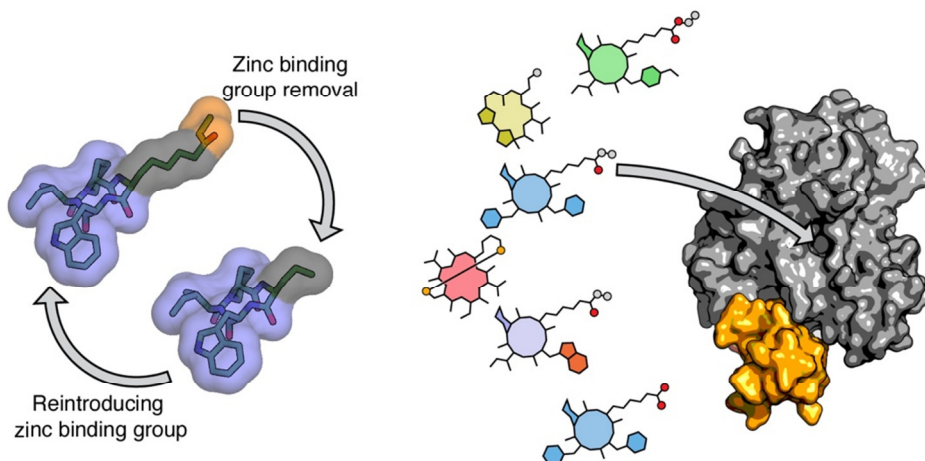 Zinc binding
group removal
Reintroducing
zinc binding group